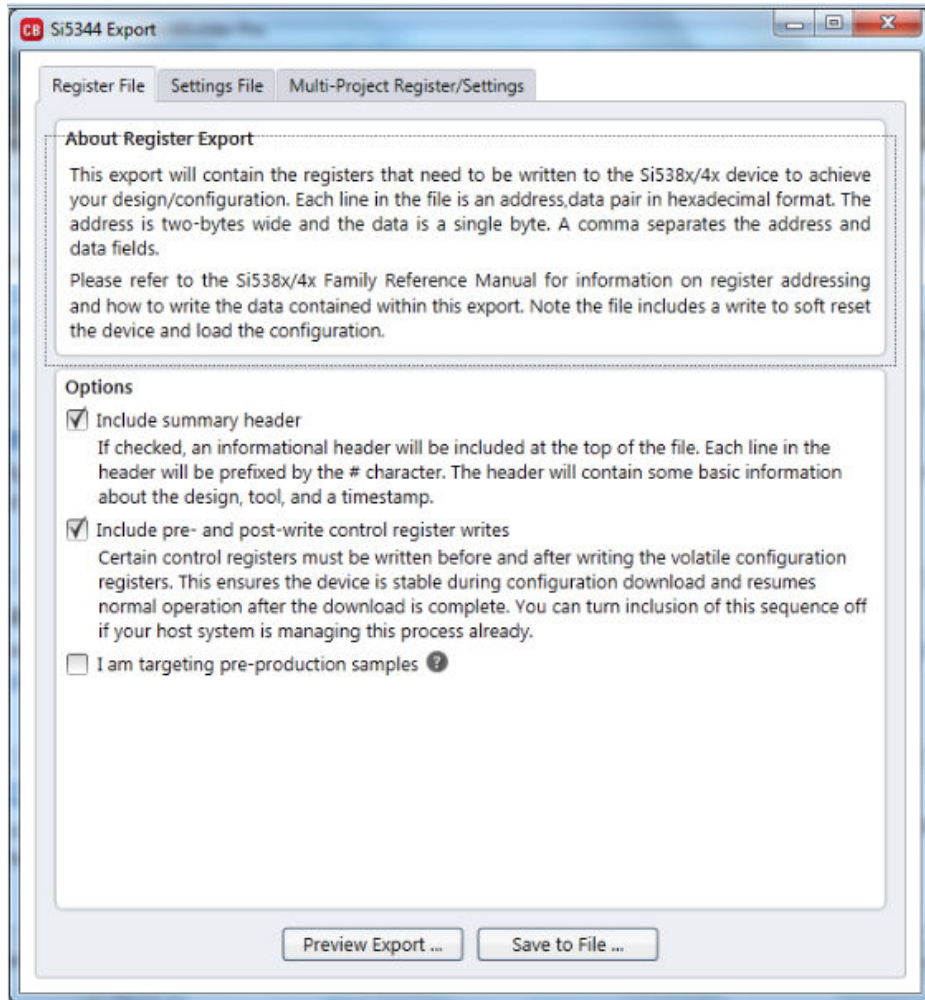 CB Si5344 Export
Register File Settings File Multi-Project Register/Settings
About Register Export
This export will contain the registers that need to be written to the Si538x/4x device to achieve
your design/configuration. Each line in the file is an address,data pair in hexadecimal format. The
address is two-bytes wide and the data is a single byte. A comma separates the address and
data fields.
Please refer to the Si538x/4x Family Reference Manual for information on register addressing
and how to write the data contained within this export. Note the file includes a write to soft reset
the device and load the configuration.
Options
Include summary header
If checked, an informational header will be included at the top of the file. Each line in the
header will be prefixed by the # character. The header will contain some basic information
about the design, tool, and a timestamp.
Include pre- and post-write control register writes
Certain control registers must be written before and after writing the volatile configuration
registers. This ensures the device is stable during configuration download and resumes
normal operation after the download is complete. You can turn inclusion of this sequence off
if your host system is managing this process already.
I am targeting pre-production samples ?
Preview Export ... Save to File ...